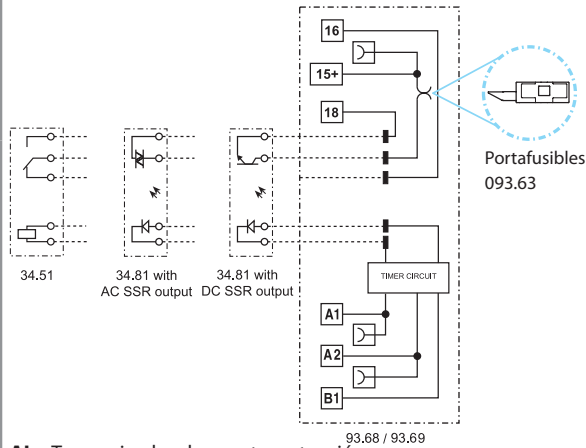 16
15+
18
Portafusibles
093.63
34.51
34.81 with
AC SSR output
34.81 with
DC SSR output
TIMER CIRCUIT
A1
A2
B1
93.68 / 93.69